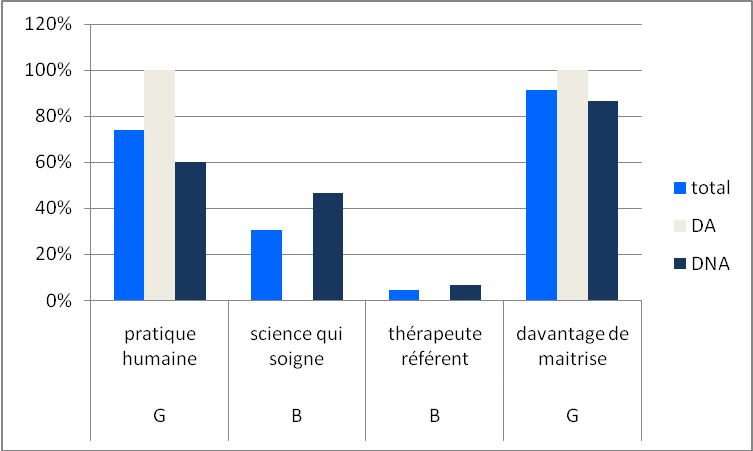 120%
100%
80%
60%
40%
20%
0%
total
DA
DNA
pratique humaine
science qui soigne
thérapeute référent
davantage de maitrise
G
B
B
G